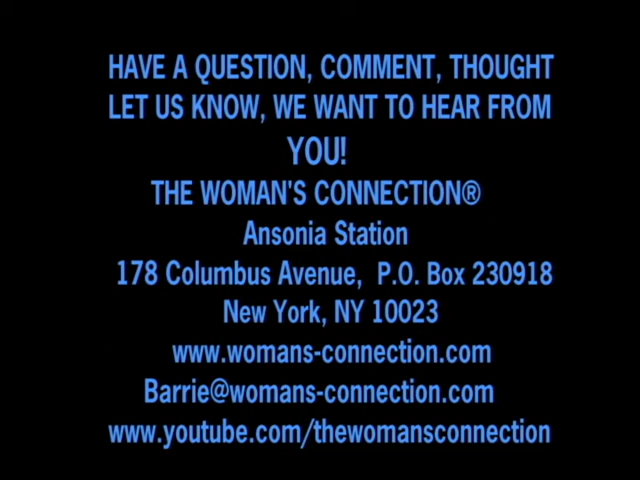 HAVE A QUESTION, COMMENT, THOUGHT
LET US KNOW, WE WANT TO HEAR FROM
YOU!
THE WOMAN'S CONNECTION®
Ansonia Station
178 Columbus Avenue, P.O. Box 230918
New York, NY 10023
www.womans-connection.com
Barrie@womans-connection.com
www.youtube.com/thewomansconnection